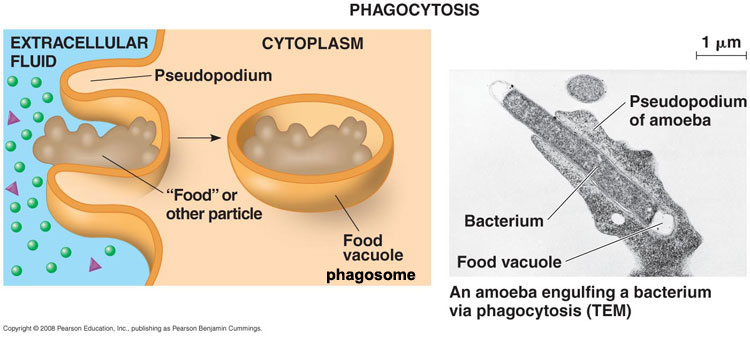 PHAGOCYTOSIS
EXTRACELLULAR
FLUID
CYTOPLASM
Pseudopodium
"Food" or
other particle
Food
vacuole
phagosome
1 μm
Pseudopodium
of amoeba
Bacterium
Food vacuole
An amoeba engulfing a bacterium
via phagocytosis (TEM)
Copyright © 2008 Pearson Education, Inc., publishing as Pearson Benjamin Cummings.